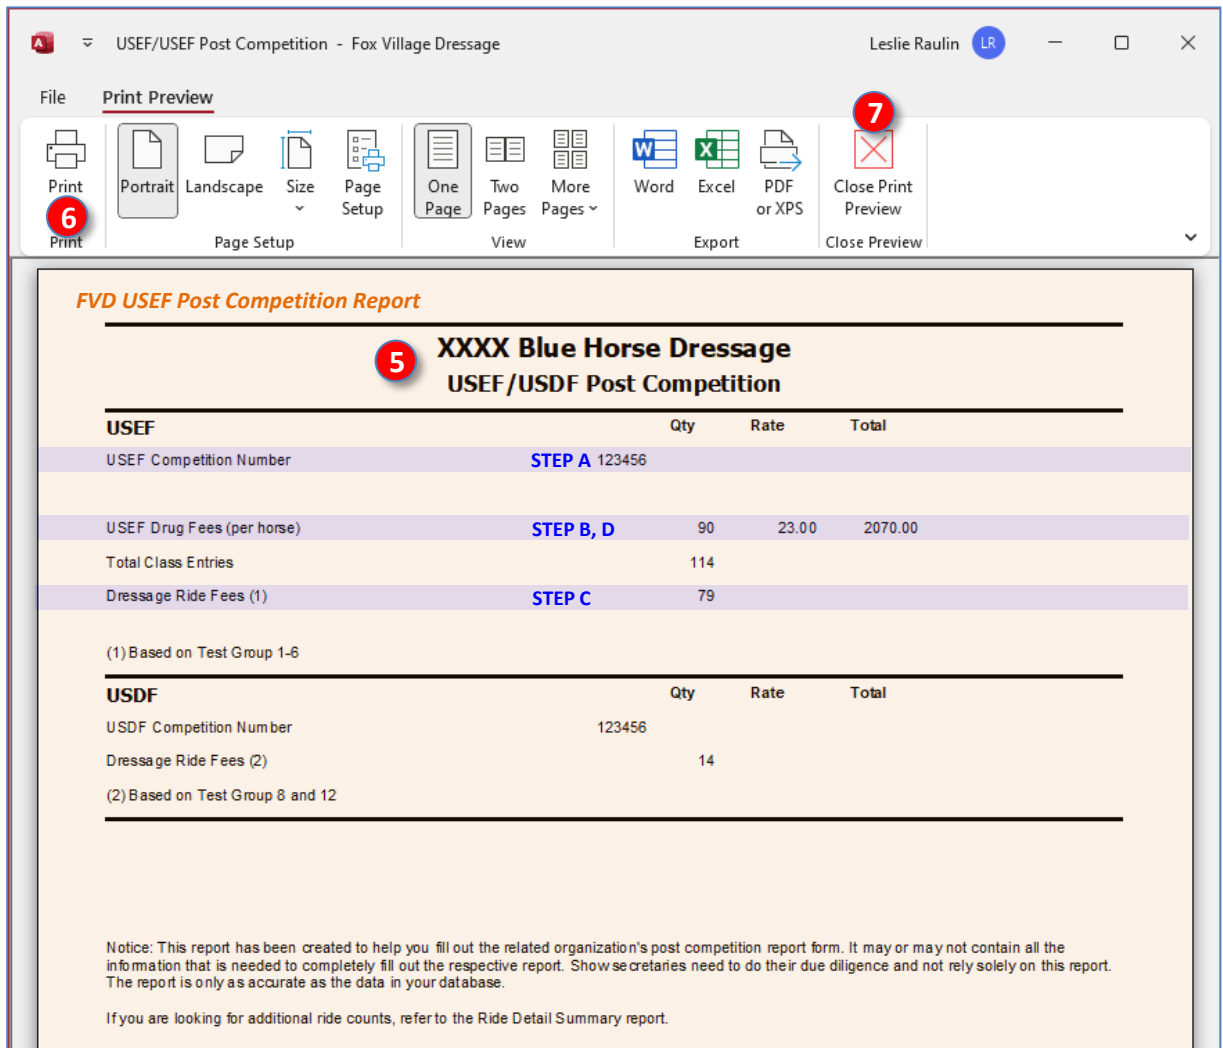 USEF/USEF Post Competition - Fox Village Dressage
Leslie Raulin LR
File Print Preview
7
Print Portrait Landscape Size Page Setup One Page Two Pages More Pages Word Excel PDF or XPS Close Print Preview
6
Print Page Setup View Export Close Preview
FVD USEF Post Competition Report
XXXX Blue Horse Dressage
5
USEF/USDF Post Competition
USEF Qty Rate Total
USEF Competition Number STEP A 123456
USEF Drug Fees (per horse) STEP B, D 90 23.00 2070.00
Total Class Entries 114
Dressage Ride Fees (1) STEP C 79
(1) Based on Test Group 1-6
USDF Qty Rate Total
USDF Competition Number 123456
Dressage Ride Fees (2) 14
(2) Based on Test Group 8 and 12
Notice: This report has been created to help you fill out the related organization's post competition report form. It may or may not contain all the
information that is needed to completely fill out the respective report. Show secretaries need to do their due diligence and not rely solely on this report.
The report is only as accurate as the data in your database.
If you are looking for additional ride counts, refer to the Ride Detail Summary report.